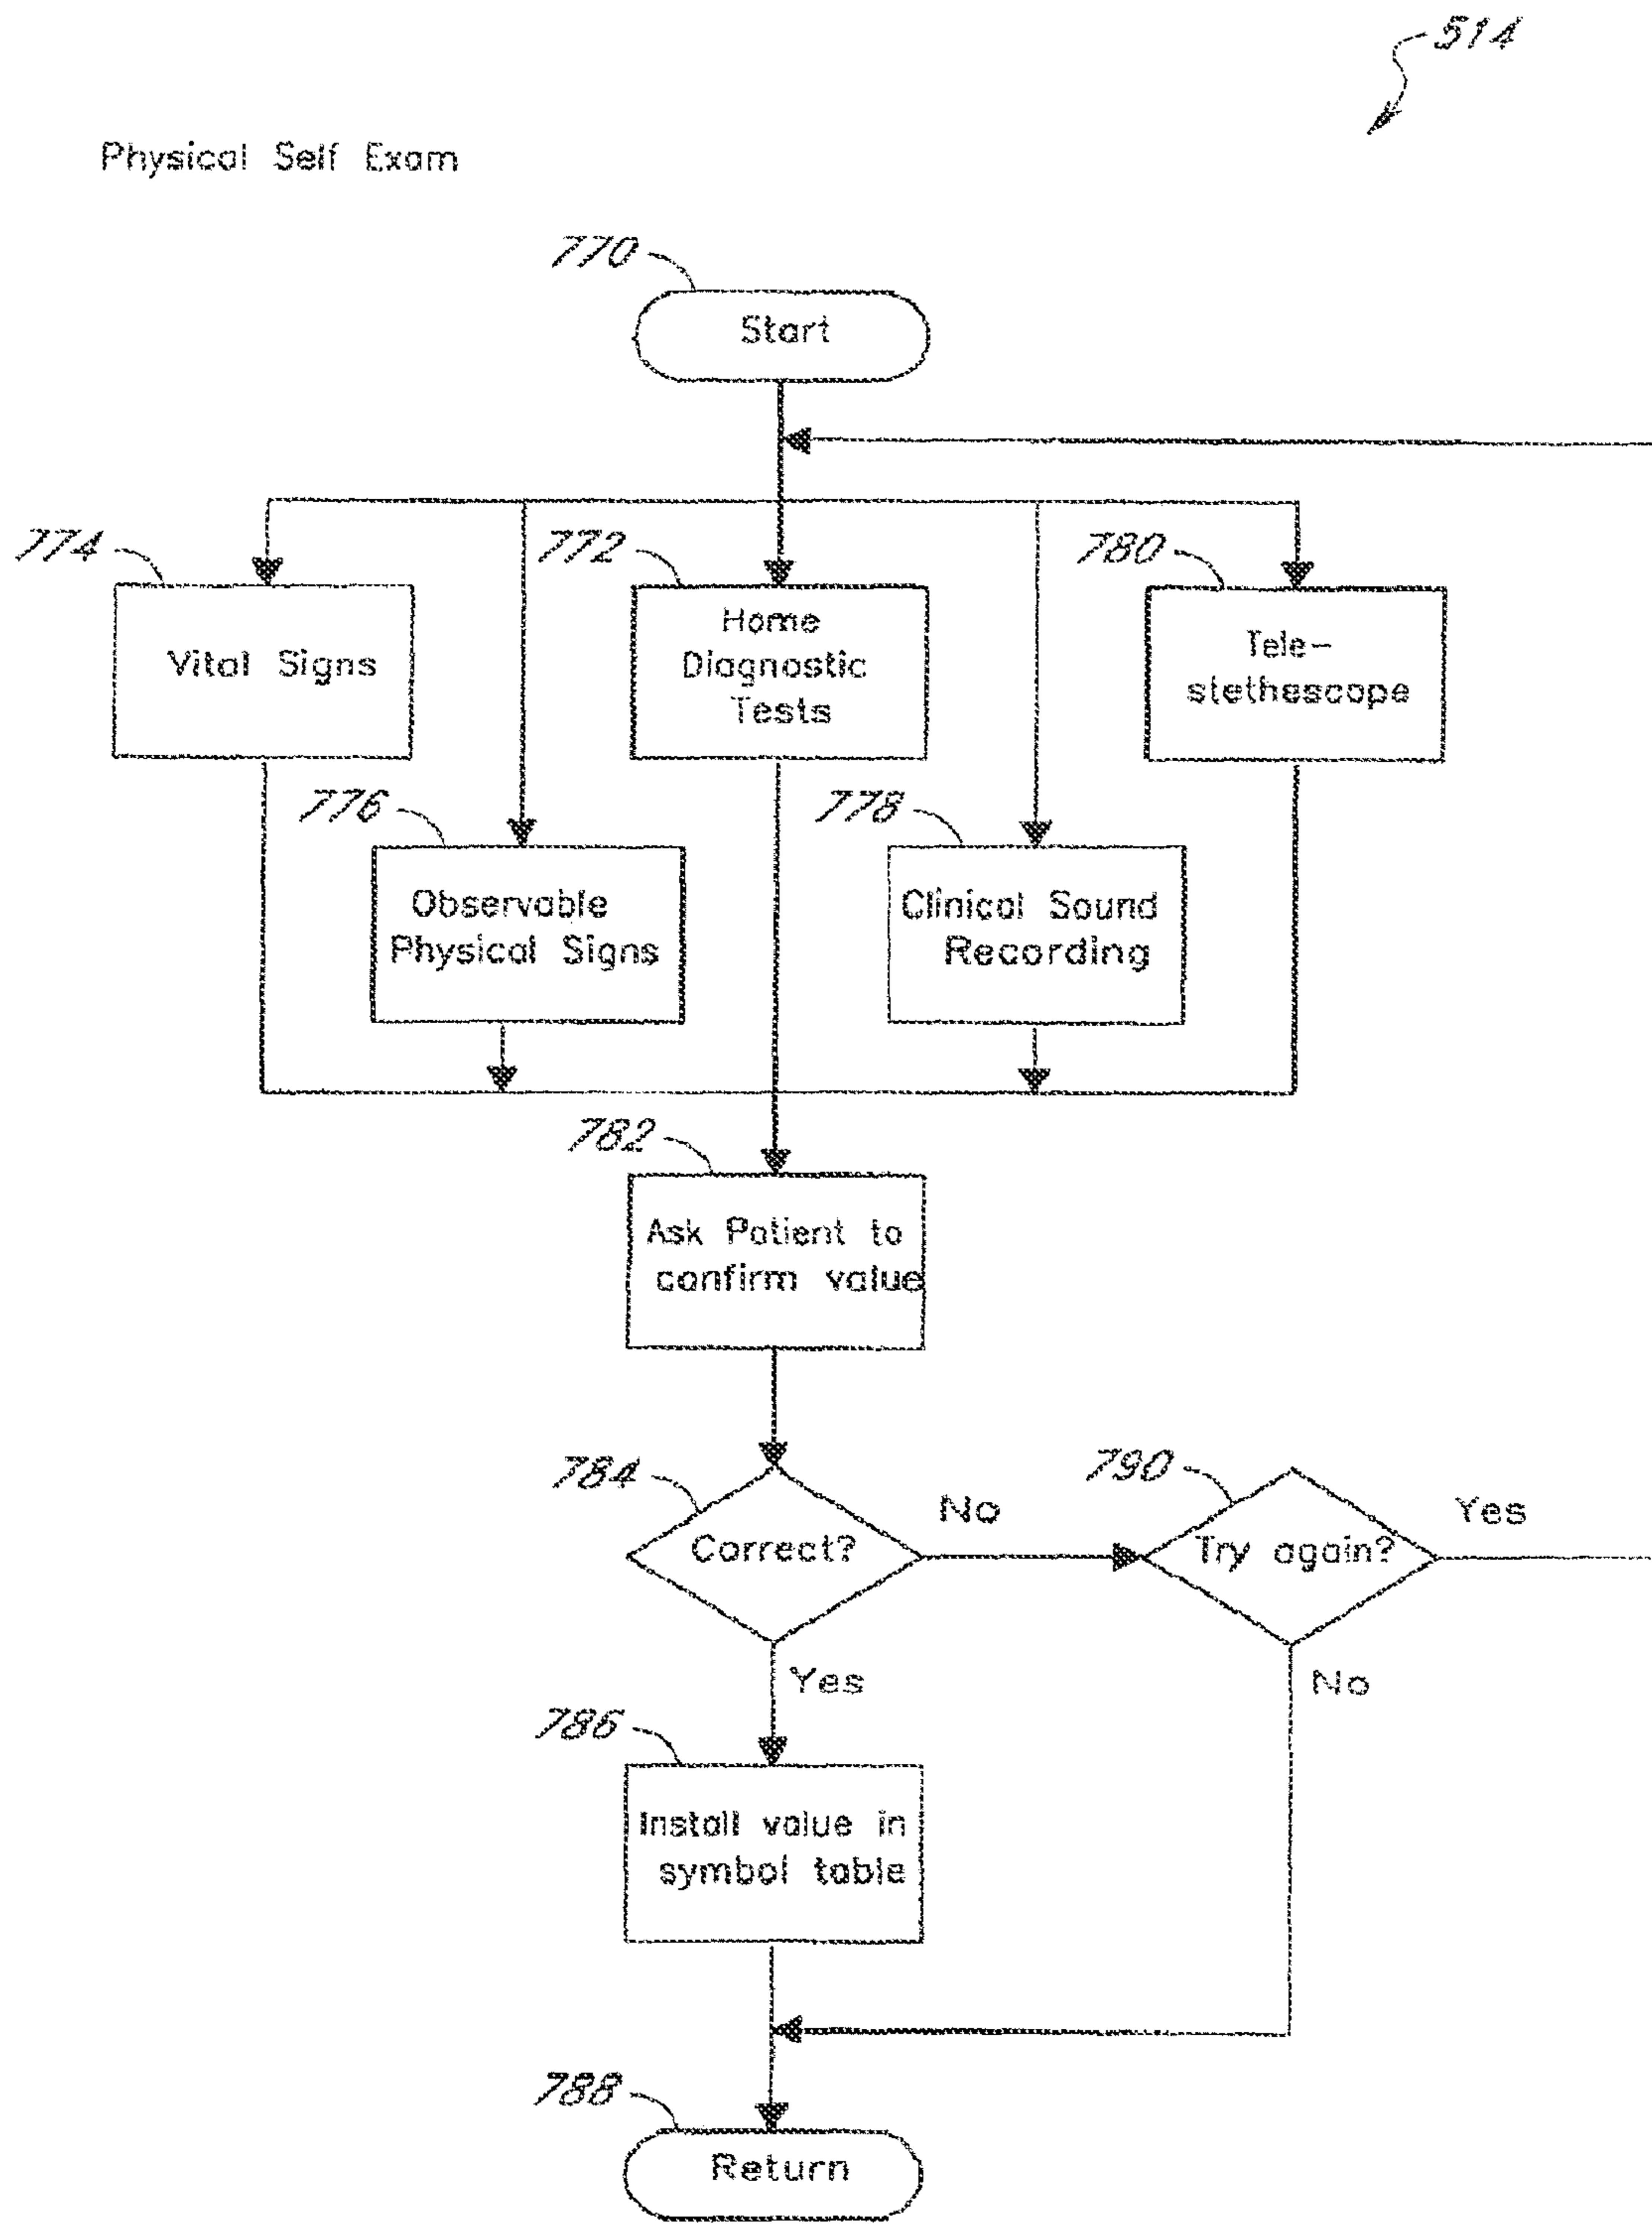 514
Physical Self Exam
770
Start
774
772
780
Vital Signs
Home
Diagnostic
Tests
Tele-
stethescope
776
778
Observable
Physical Signs
Clinical Sound
Recording
782
Ask Patient to
confirm value
784
Correct?
No
790
Try again?
Yes
Yes
No
786
Install value in
symbol table
788
Return